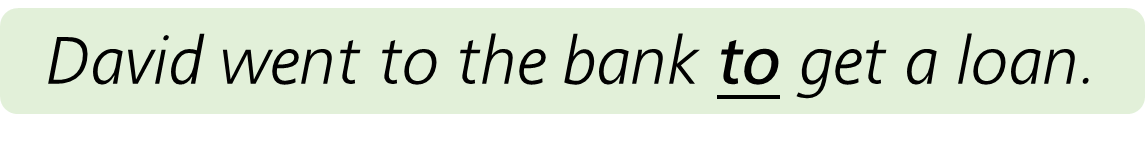 David went to the bank to get a loan.